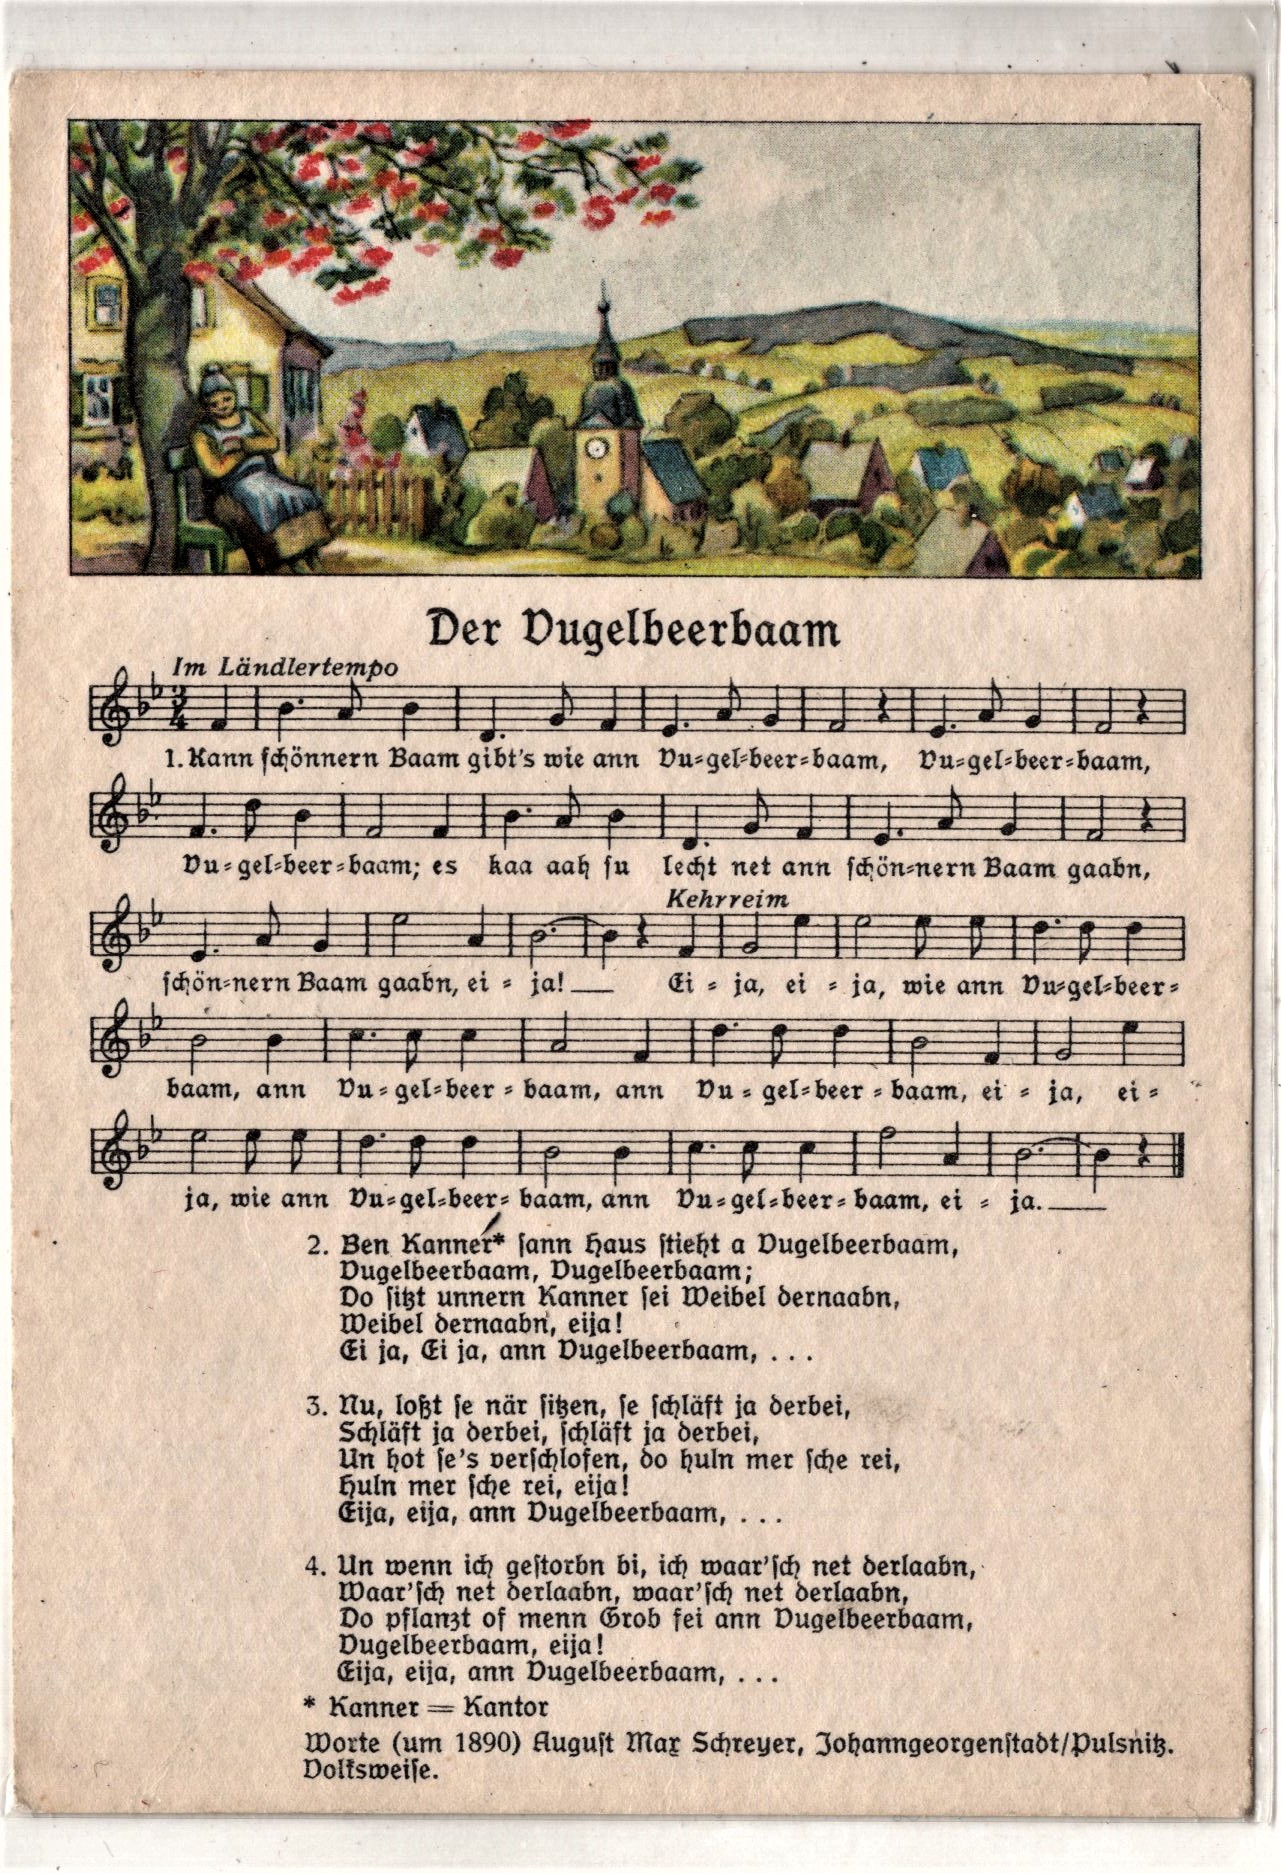 Der Vugelbeerbaam
Im Ländlertempo
3/4
1. Kann schönnern Baam gibt's wie ann Vu-gel-beer-baam, Vu-gel-beer-baam,
Vu-gel-beer-baam; es kaa aah su lecht net ann schön-nern Baam gaabn,
Kehrreim
schön-nern Baam gaabn, ei - ja! Ei - ja, ei - ja, wie ann Vu-gel-beer-
baam, ann Vu-gel-beer-baam, ann Vu-gel-beer-baam, ei - ja, ei-
ja, wie ann Vu-gel-beer-baam, ann Vu-gel-beer-baam, ei - ja.
2. Ben Kanner* sann Haus stieht a Vugelbeerbaam,
Vugelbeerbaam, Vugelbeerbaam;
Do sitzt unnern Kanner sei Weibel dernaabn,
Weibel dernaabn, eija!
Ei ja, Ei ja, ann Vugelbeerbaam, . . .
3. Nu, loßt se när sitzen, se schläft ja derbei,
Schläft ja derbei, schläft ja derbei,
Un hot se's verschlofen, do huln mer sche rei,
Huln mer sche rei, eija!
Eija, eija, ann Vugelbeerbaam, . . .
4. Un wenn ich gestorbn bi, ich waar'sch net derlaabn,
Waar'sch net derlaabn, waar'sch net derlaabn,
Do pflanzt of menn Grob fei ann Vugelbeerbaam,
Vugelbeerbaam, eija!
Eija, eija, ann Vugelbeerbaam, . . .
* Kanner = Kantor
Worte (um 1890) August Max Schreyer, Johanngeorgenstadt/Pulsnitz.
Volksweise.